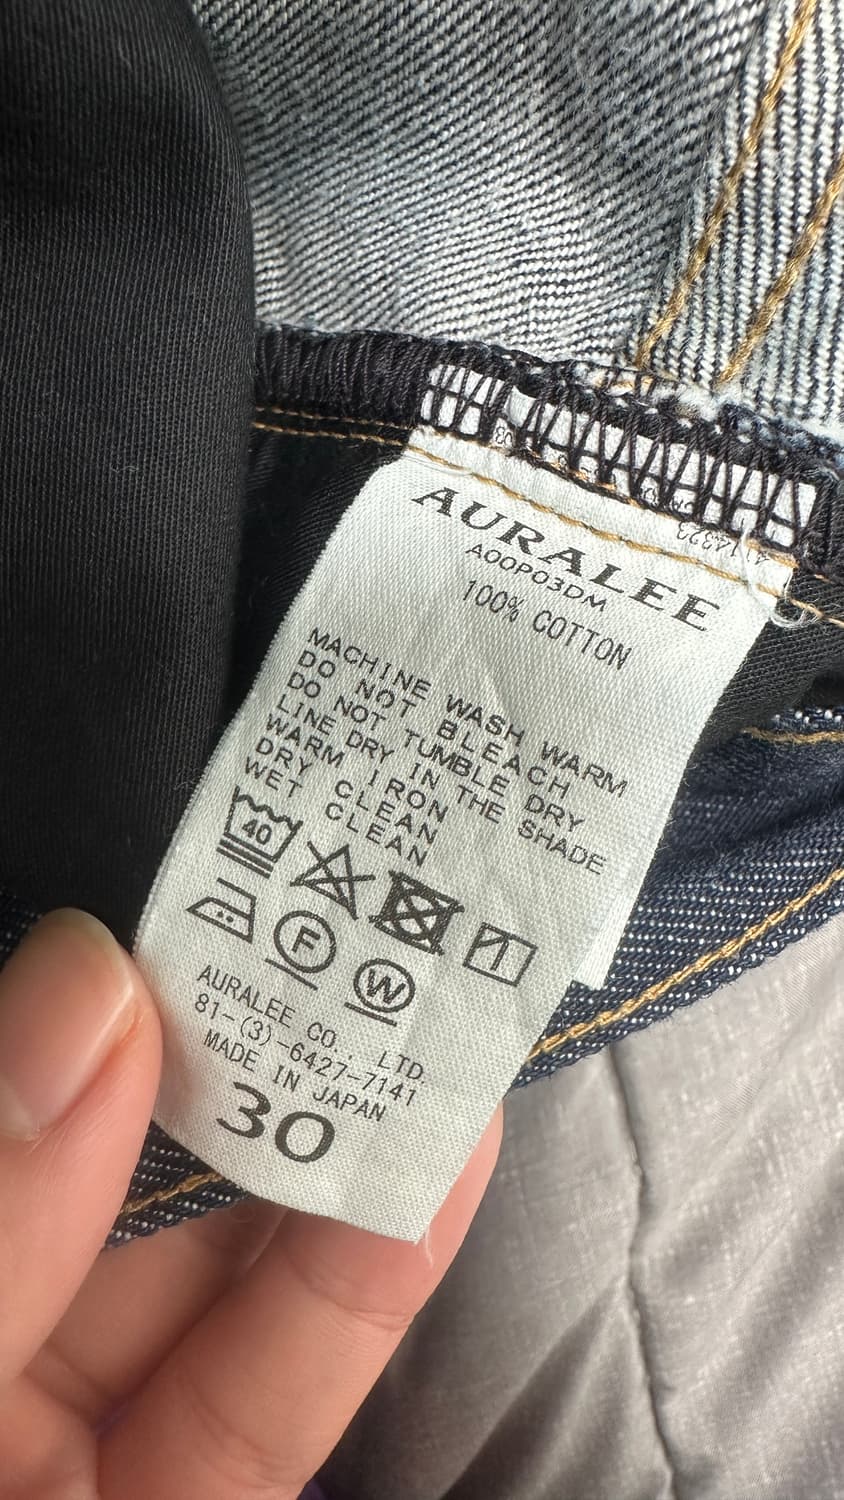 AURALEE
A00P03DM
100% COTTON
MACHINE WASH WARM
DO NOT BLEACH
DO NOT TUMBLE DRY
LINE DRY IN THE SHADE
WARM IRON
DRY CLEAN
WET CLEAN
40
F
W
AURALEE CO., LTD.
81-(3)-6427-7141
MADE IN JAPAN
30